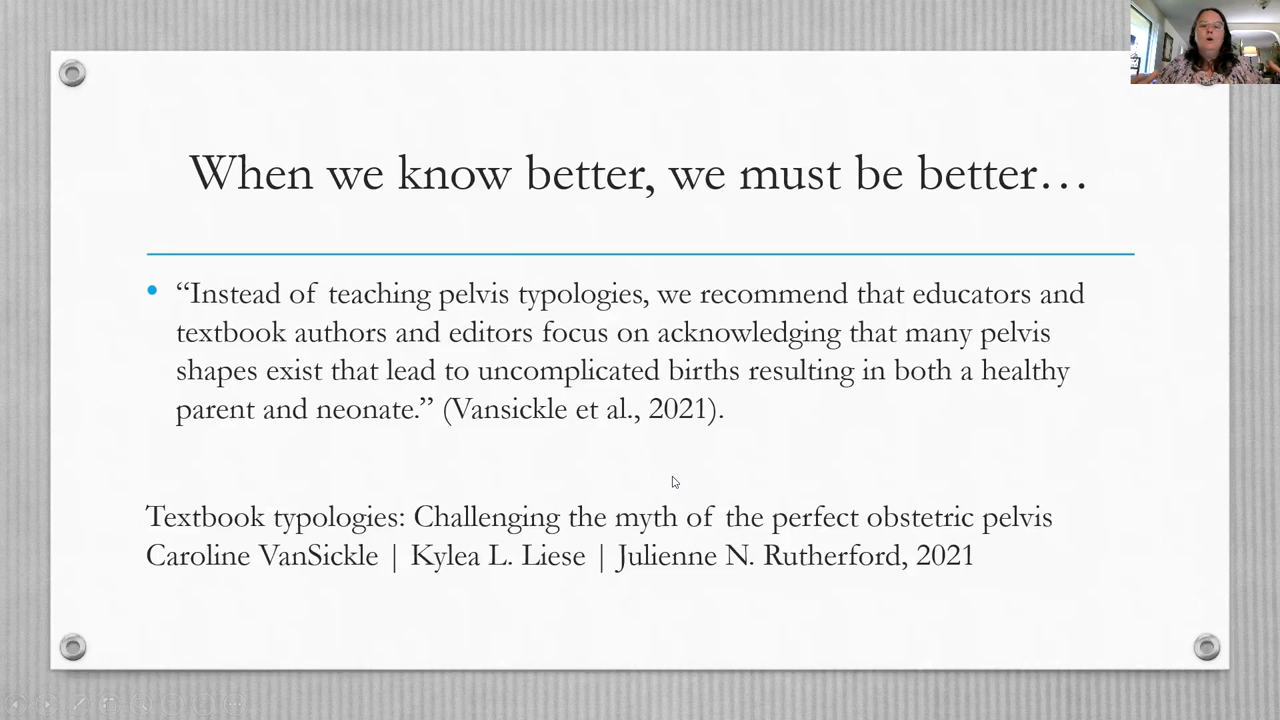 When we know better, we must be better…
• “Instead of teaching pelvis typologies, we recommend that educators and
textbook authors and editors focus on acknowledging that many pelvis
shapes exist that lead to uncomplicated births resulting in both a healthy
parent and neonate.” (Vansickle et al., 2021).
Textbook typologies: Challenging the myth of the perfect obstetric pelvis
Caroline VanSickle | Kylea L. Liese | Julienne N. Rutherford, 2021